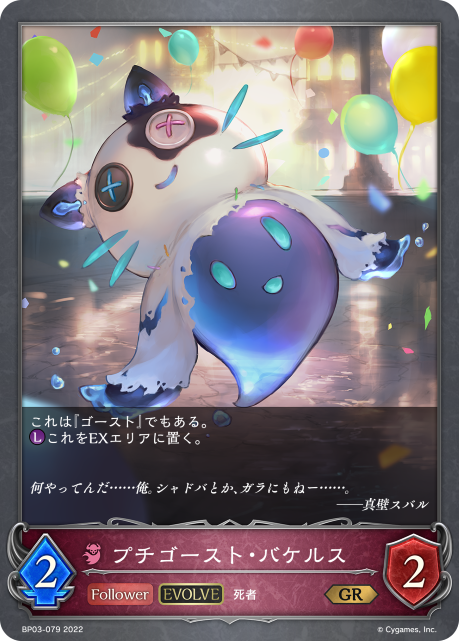 これは『ゴースト』でもある。
ⓁこれをEXエリアに置く。
何やってんだ……俺。シャドバとか、ガラにもねー……。
――真壁スバル
プチゴースト・バケルス
2
2
Follower EVOLVE 死者 GR
BP03-079 2022
© Cygames, Inc.